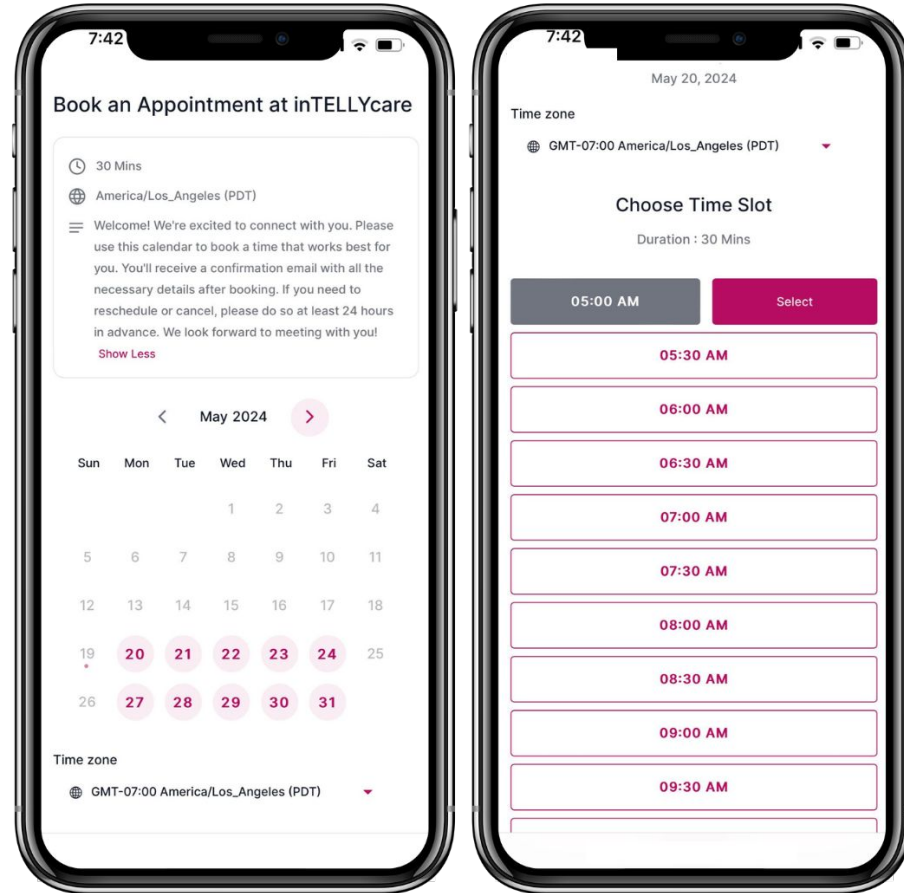 7:42
Book an Appointment at inTELLYcare
30 Mins
America/Los_Angeles (PDT)
Welcome! We're excited to connect with you. Please
use this calendar to book a time that works best for
you. You'll receive a confirmation email with all the
necessary details after booking. If you need to
reschedule or cancel, please do so at least 24 hours
in advance. We look forward to meeting with you!
Show Less
May 2024
Sun Mon Tue Wed Thu Fri Sat
1 2 3 4
5 6 7 8 9 10 11
12 13 14 15 16 17 18
19 20 21 22 23 24 25
26 27 28 29 30 31
Time zone
GMT-07:00 America/Los_Angeles (PDT)
7:42
May 20, 2024
Time zone
GMT-07:00 America/Los_Angeles (PDT)
Choose Time Slot
Duration : 30 Mins
05:00 AM Select
05:30 AM
06:00 AM
06:30 AM
07:00 AM
07:30 AM
08:00 AM
08:30 AM
09:00 AM
09:30 AM